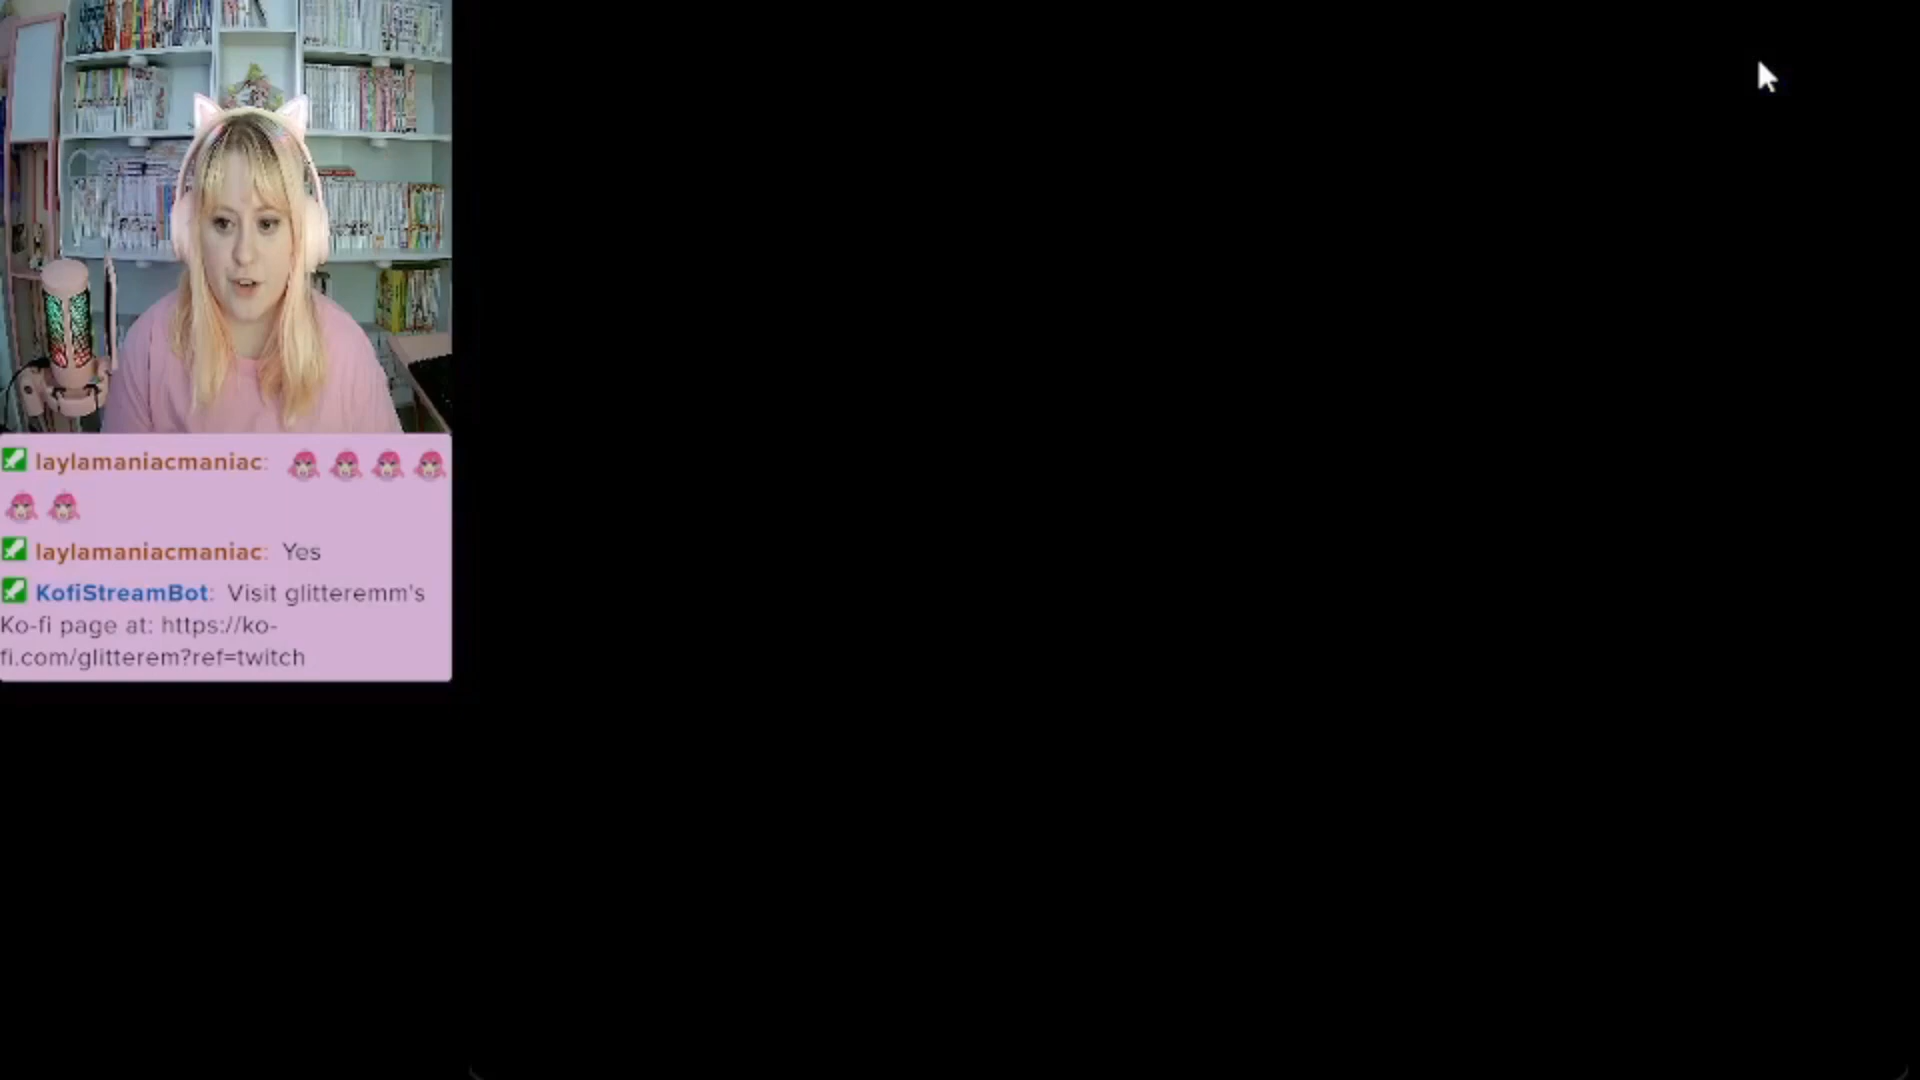 laylamaniacmaniac:
laylamaniacmaniac: Yes
KofiStreamBot: Visit glitteremm's
Ko-fi page at: https://ko-
fi.com/glitterem?ref=twitch